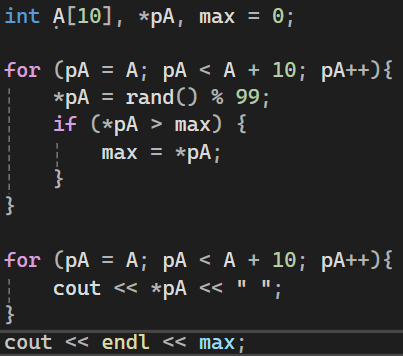 int A[10], *pA, max = 0;
for (pA = A; pA < A + 10; pA++){
*pA = rand() % 99;
if (*pA > max) {
max = *pA;
}
}
for (pA = A; pA < A + 10; pA++){
cout << *pA << " ";
}
cout << endl << max;